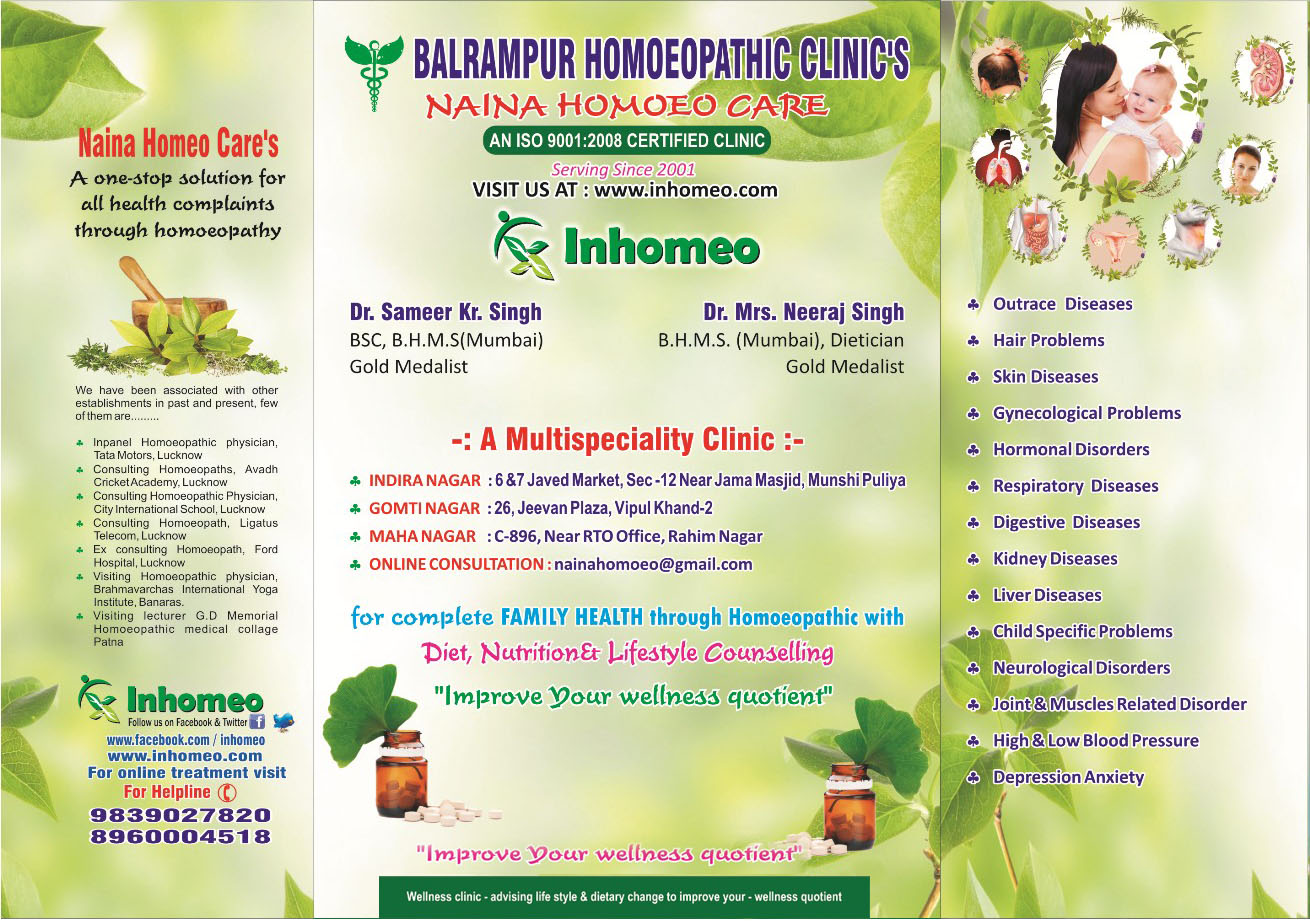 Naina Homeo Care's
A one-stop solution for
all health complaints
through homoeopathy
We have been associated with other
establishments in past and present, few
of them are.........
Inpanel Homoeopathic physician,
Tata Motors, Lucknow
Consulting Homoeopaths, Avadh
Cricket Academy, Lucknow
Consulting Homoeopathic Physician,
City International School, Lucknow
Consulting Homoeopath, Ligatus
Telecom, Lucknow
Ex consulting Homoeopath, Ford
Hospital, Lucknow
Visiting Homoeopathic physician,
Brahmavarchas International Yoga
Institute, Banaras.
Visiting lecturer G.D Memorial
Homoeopathic medical collage
Patna
Inhomeo
Follow us on Facebook & Twitter f
www.facebook.com / inhomeo
www.inhomeo.com
For online treatment visit
For Helpline
9839027820
8960004518
BALRAMPUR HOMOEOPATHIC CLINIC'S
NAINA HOMOEO CARE
AN ISO 9001:2008 CERTIFIED CLINIC
Serving Since 2001
VISIT US AT : www.inhomeo.com
Inhomeo
Dr. Sameer Kr. Singh
BSC, B.H.M.S(Mumbai)
Gold Medalist
Dr. Mrs. Neeraj Singh
B.H.M.S. (Mumbai), Dietician
Gold Medalist
-: A Multispeciality Clinic :-
INDIRA NAGAR : 6 &7 Javed Market, Sec -12 Near Jama Masjid, Munshi Puliya
GOMTI NAGAR : 26, Jeevan Plaza, Vipul Khand-2
MAHA NAGAR : C-896, Near RTO Office, Rahim Nagar
ONLINE CONSULTATION : nainahomoeo@gmail.com
for complete FAMILY HEALTH through Homoeopathic with
Diet, Nutrition& Lifestyle Counselling
"Improve Your wellness quotient"
"Improve Your wellness quotient"
Wellness clinic - advising life style & dietary change to improve your - wellness quotient
Outrace Diseases
Hair Problems
Skin Diseases
Gynecological Problems
Hormonal Disorders
Respiratory Diseases
Digestive Diseases
Kidney Diseases
Liver Diseases
Child Specific Problems
Neurological Disorders
Joint & Muscles Related Disorder
High & Low Blood Pressure
Depression Anxiety